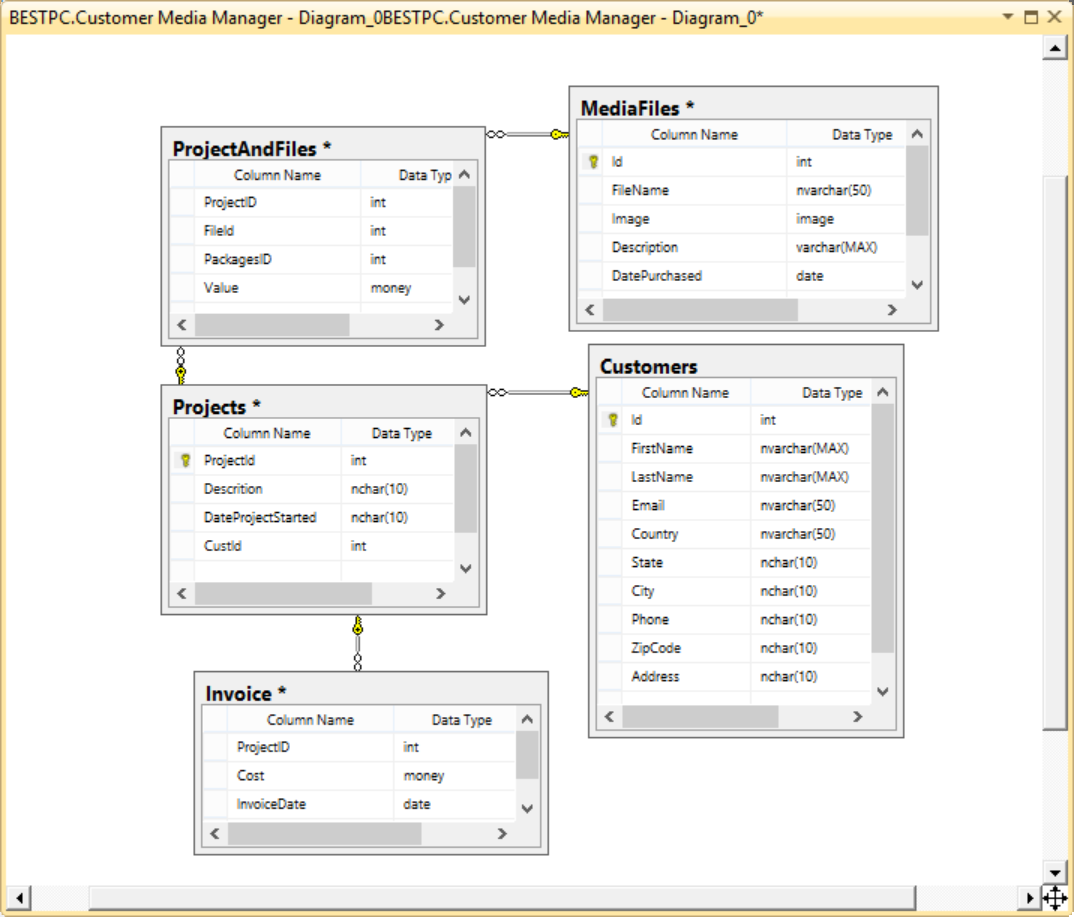 BESTPC.Customer Media Manager - Diagram_0BESTPC.Customer Media Manager - Diagram_0*
MediaFiles *
Column Name Data Type
Id int
FileName nvarchar(50)
Image image
Description varchar(MAX)
DatePurchased date
ProjectAndFiles *
Column Name Data Typ
ProjectID int
FileId int
PackagesID int
Value money
Customers
Column Name Data Type
Id int
FirstName nvarchar(MAX)
LastName nvarchar(MAX)
Email nvarchar(50)
Country nvarchar(50)
State nchar(10)
City nchar(10)
Phone nchar(10)
ZipCode nchar(10)
Address nchar(10)
Projects *
Column Name Data Type
ProjectId int
Descrition nchar(10)
DateProjectStarted nchar(10)
CustId int
Invoice *
Column Name Data Type
ProjectID int
Cost money
InvoiceDate date